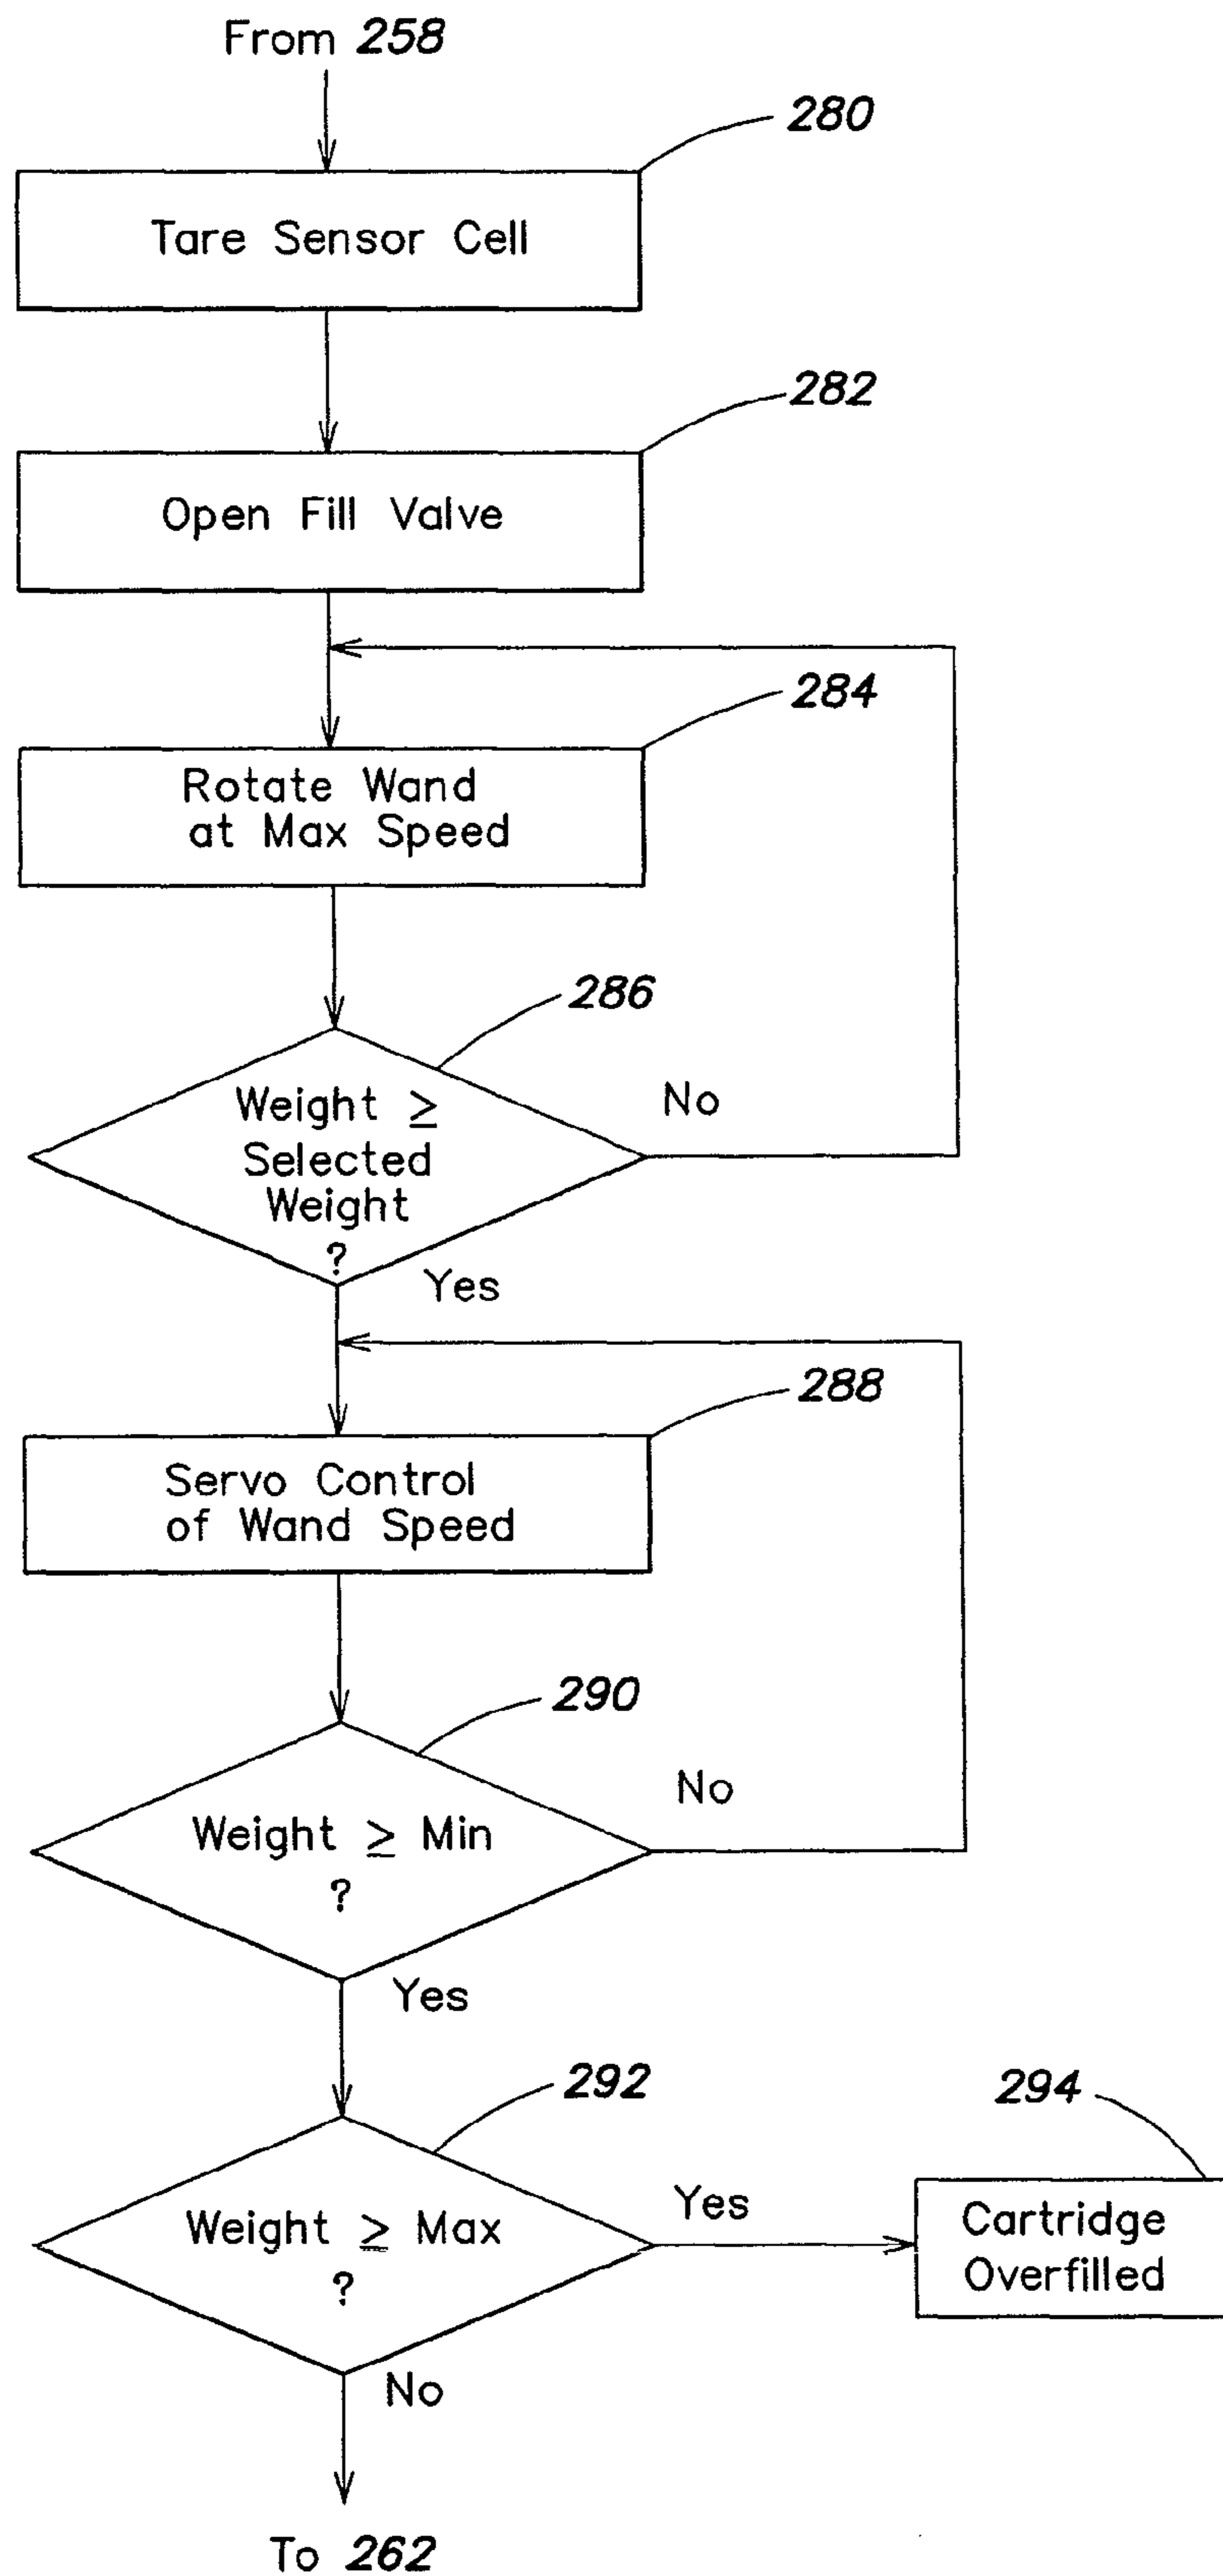 From 258
280
Tare Sensor Cell
282
Open Fill Valve
284
Rotate Wand
at Max Speed
286
Weight ≥
Selected
Weight
?
No
Yes
288
Servo Control
of Wand Speed
290
Weight ≥ Min
?
No
Yes
292
Weight ≥ Max
?
Yes
294
Cartridge
Overfilled
No
To 262